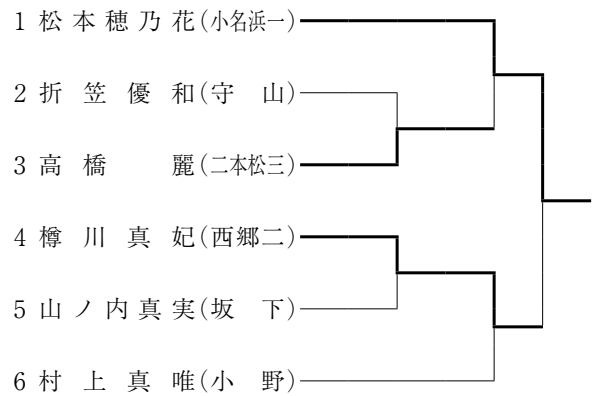 1 松本穂乃花(小名浜一)
2 折笠優和(守山)
3 高橋麗(二本松三)
4 樽川真妃(西郷二)
5 山ノ内真実(坂下)
6 村上真唯(小野)